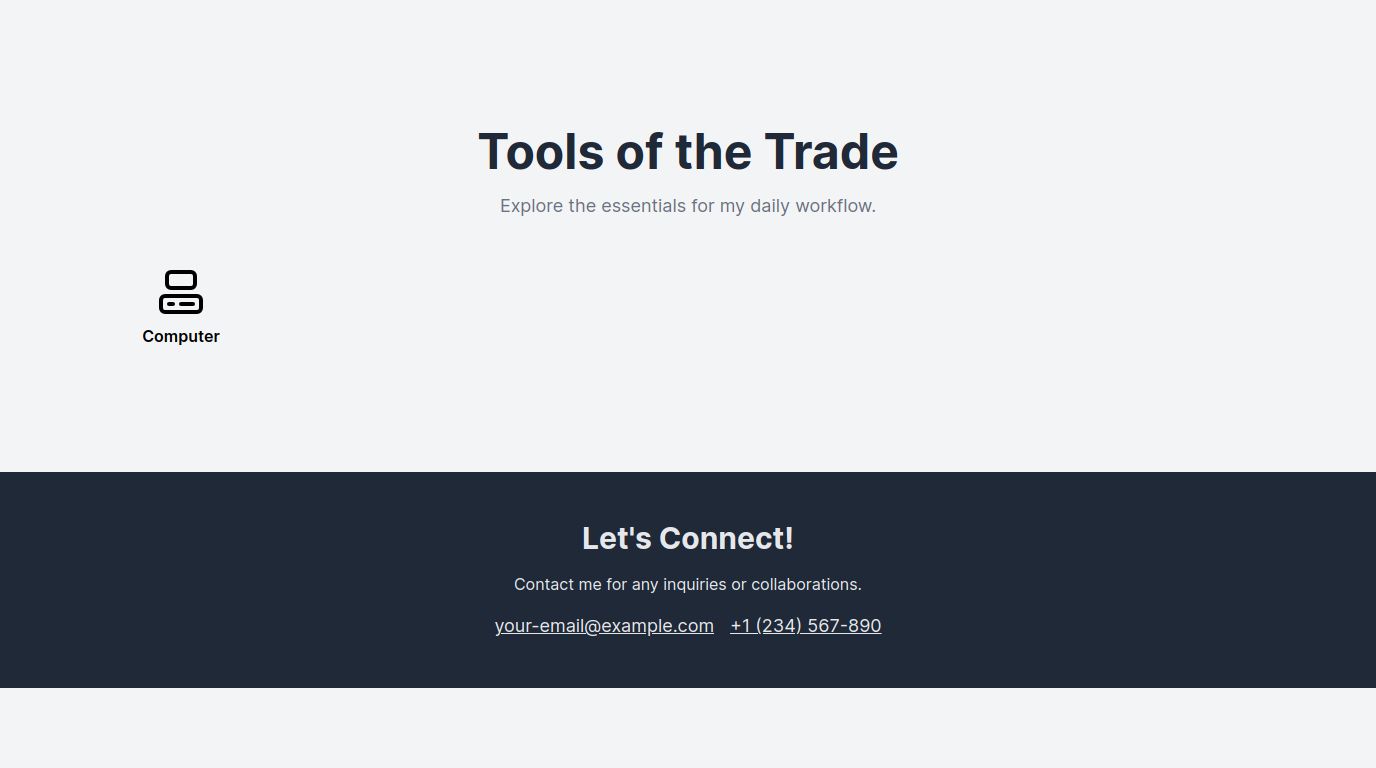 Tools of the Trade
Explore the essentials for my daily workflow.
Computer
Let's Connect!
Contact me for any inquiries or collaborations.
your-email@example.com +1 (234) 567-890